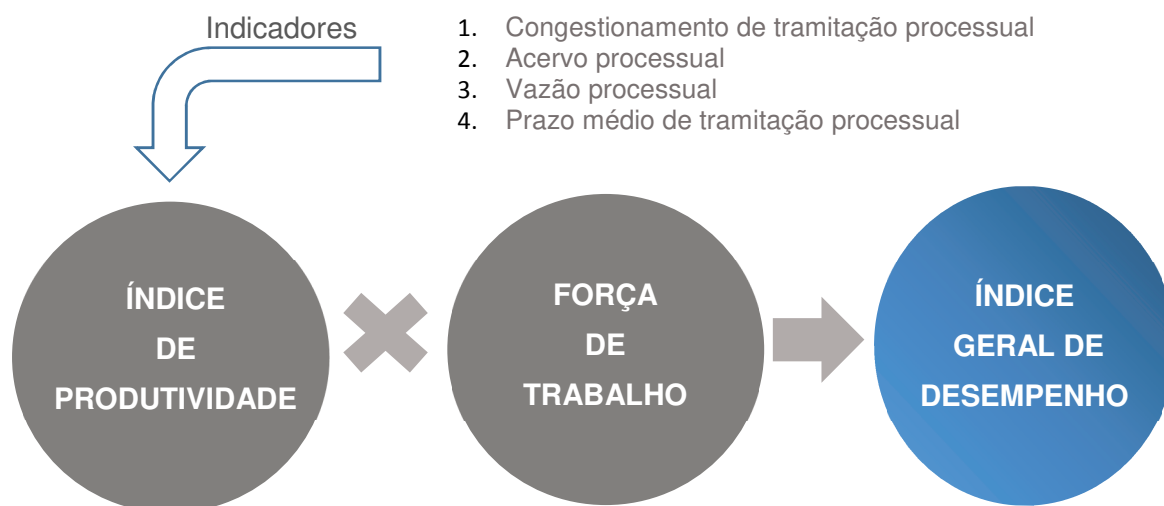 Indicadores
1. Congestionamento de tramitação processual
2. Acervo processual
3. Vazão processual
4. Prazo médio de tramitação processual
ÍNDICE
DE
PRODUTIVIDADE
FORÇA
DE
TRABALHO
ÍNDICE
GERAL DE
DESEMPENHO